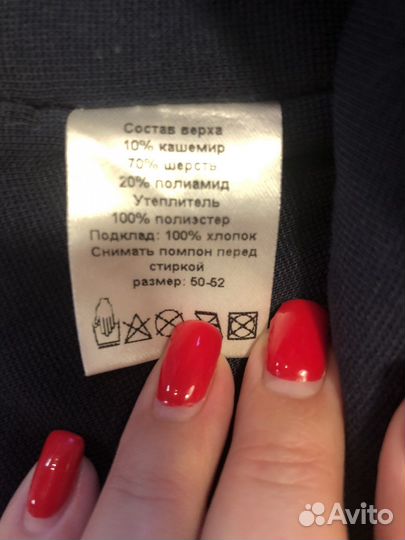 Состав верха
10% кашемир
70% шерсть
20% полиамид
Утеплитель
100% полиэстер
Подклад: 100% хлопок
Снимать помпон перед
стиркой
размер: 50-52
Avito